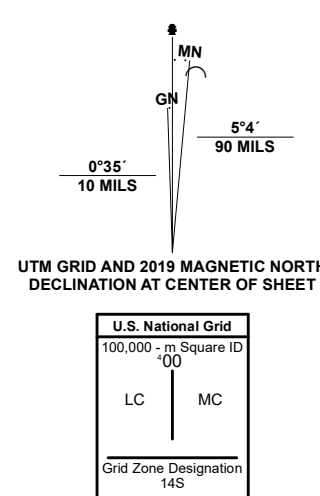 MN
GN
5°4´
90 MILS
0°35´
10 MILS
UTM GRID AND 2019 MAGNETIC NORTH
DECLINATION AT CENTER OF SHEET
U.S. National Grid
100,000 - m Square ID
⁴00
LC MC
Grid Zone Designation
14S